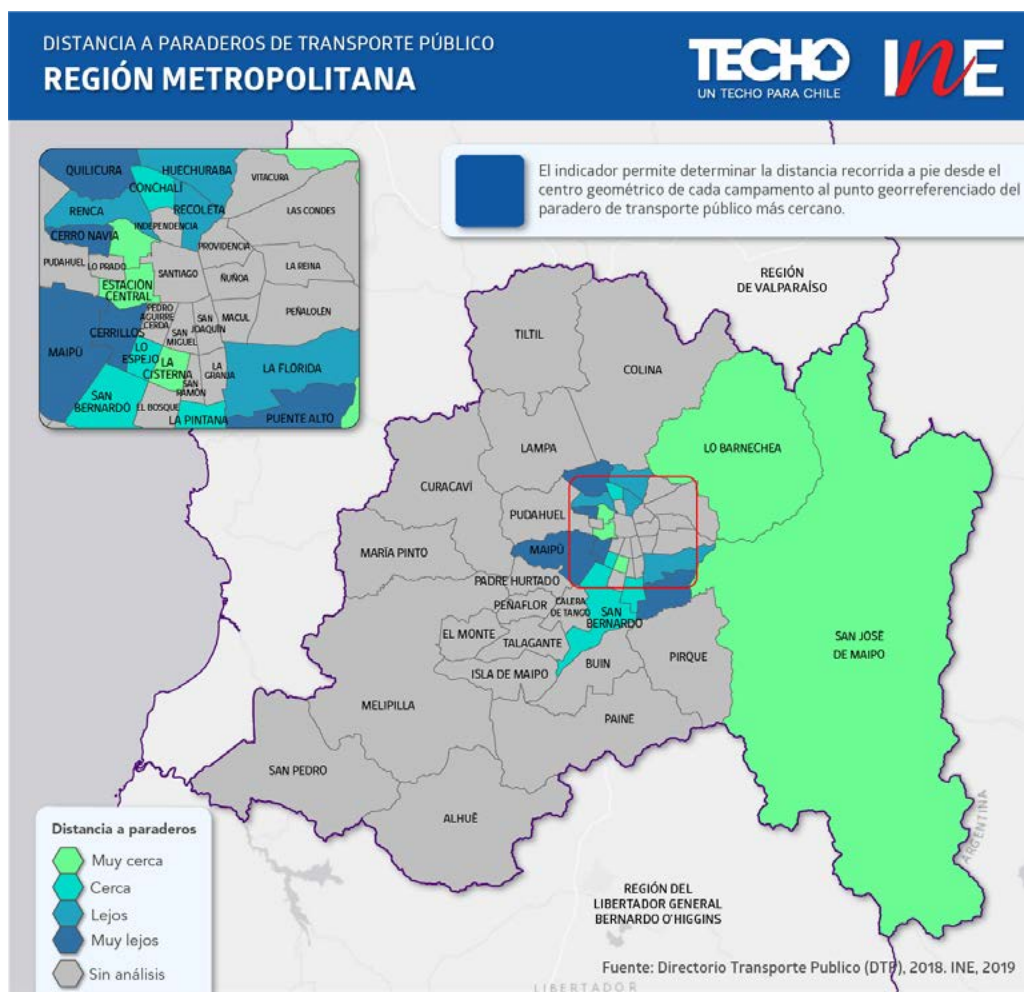 DISTANCIA A PARADEROS DE TRANSPORTE PÚBLICO
REGIÓN METROPOLITANA
TECHO
UN TECHO PARA CHILE
INE
El indicador permite determinar la distancia recorrida a pie desde el
centro geométrico de cada campamento al punto georreferenciado del
paradero de transporte público más cercano.
QUILICURA
HUECHURABA
VITACURA
CONCHALÍ
RENCA
RECOLETA
LAS CONDES
INDEPENDENCIA
CERRO NAVIA
PROVIDENCIA
PUDAHUEL
LO PRADO
SANTIAGO
LA REINA
ÑUÑOA
ESTACIÓN
CENTRAL
PEDRO
AGUIRRE
CERDA
SAN
JOAQUÍN
MACUL
PEÑALOLÉN
CERRILLOS
SAN
MIGUEL
MAIPÚ
LO
ESPEJO
LA
CISTERNA
LA
GRANJA
LA FLORIDA
SAN
RAMÓN
SAN
BERNARDO
EL BOSQUE
LA PINTANA
PUENTE ALTO
REGIÓN
DE VALPARAÍSO
TILTIL
COLINA
LAMPA
LO BARNECHEA
CURACAVÍ
PUDAHUEL
MARÍA PINTO
MAIPÚ
PADRE HURTADO
PEÑAFLOR
CALERA
DE TANGO
SAN
BERNARDO
EL MONTE
TALAGANTE
SAN JOSÉ
DE MAIPO
BUIN
PIRQUE
ISLA DE MAIPO
MELIPILLA
PAINE
SAN PEDRO
ALHUÉ
ARGENTINA
REGIÓN DEL
LIBERTADOR GENERAL
BERNARDO O'HIGGINS
Distancia a paraderos
Muy cerca
Cerca
Lejos
Muy lejos
Sin análisis
Fuente: Directorio Transporte Publico (DTP), 2018. INE, 2019
LIBERTADOR